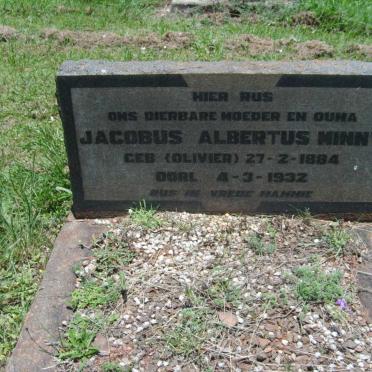 HIER RUS
ONS DIERBARE MOEDER EN OUMA
JACOBUS ALBERTUS MINN
GEB (OLIVIER) 27-2-1884
OORL 4-3-1932
RUS IN VREDE MAMMIE